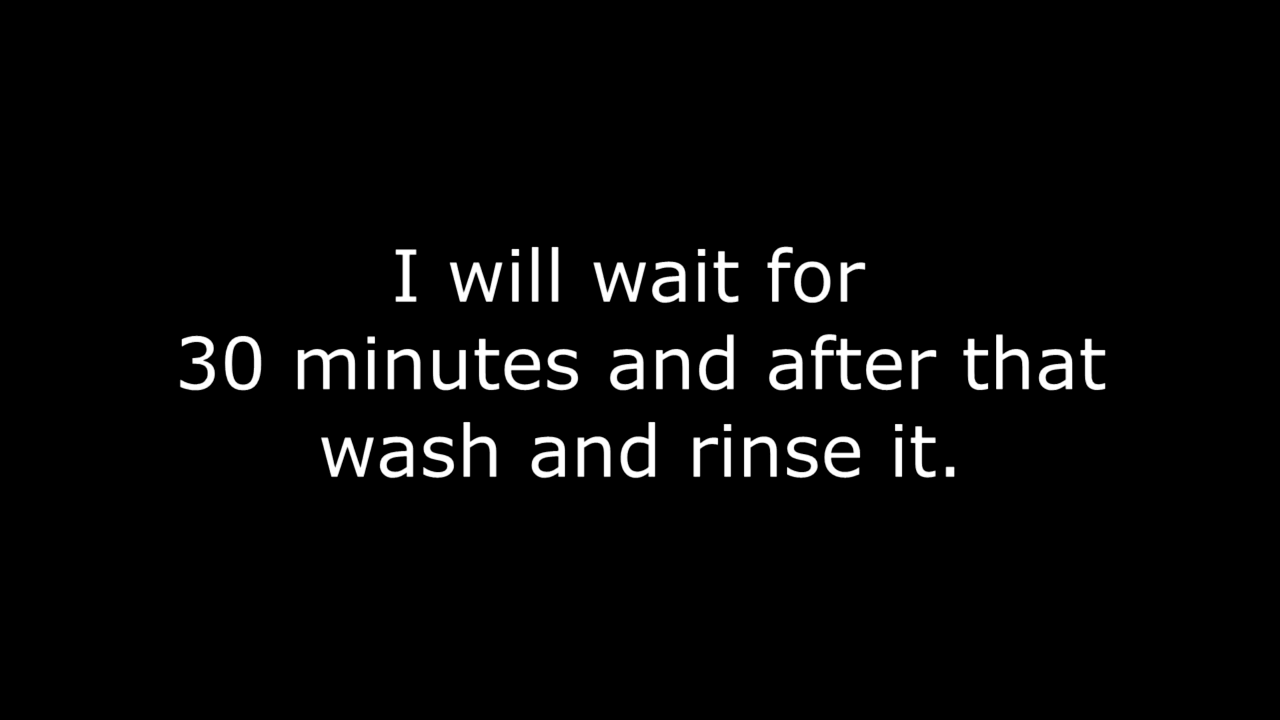 I will wait for
30 minutes and after that
wash and rinse it.